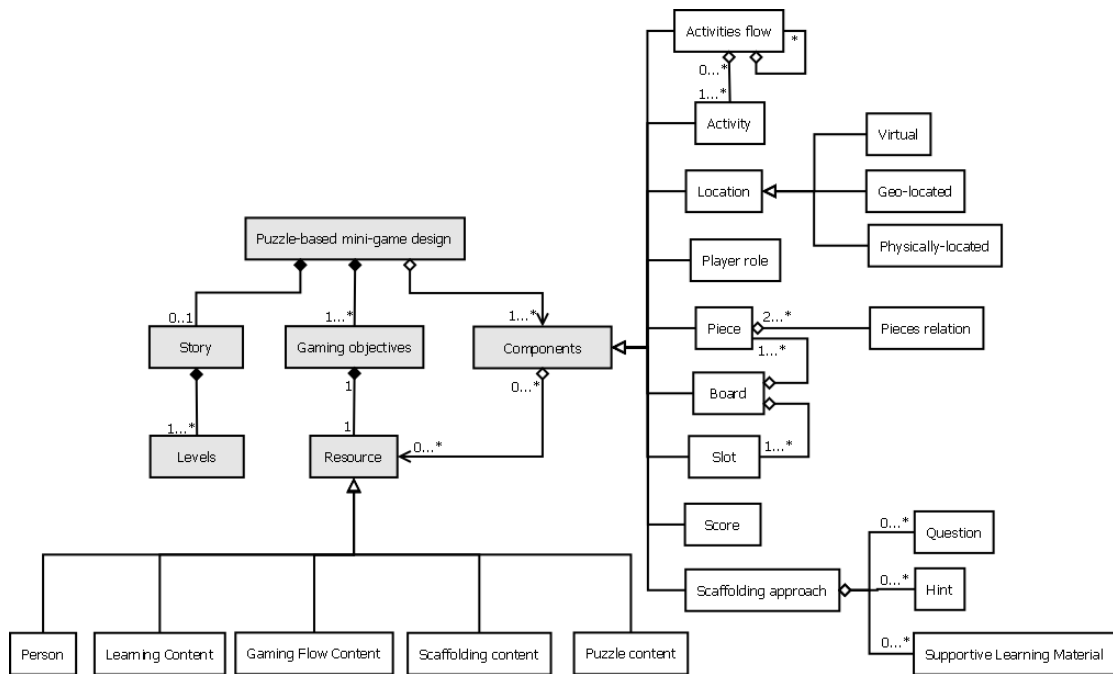 Activities flow
*
0...*
1...*
Activity
Virtual
Location
Geo-located
Physically-located
Puzzle-based mini-game design
Player role
0..1
1...*
1...*
Story
Gaming objectives
Components
Piece
2...*
Pieces relation
1...*
0...*
Board
1
1...*
1
0...*
Levels
Resource
Slot
1...*
Score
0...*
Question
Scaffolding approach
0...*
Hint
0...*
Supportive Learning Material
Person
Learning Content
Gaming Flow Content
Scaffolding content
Puzzle content